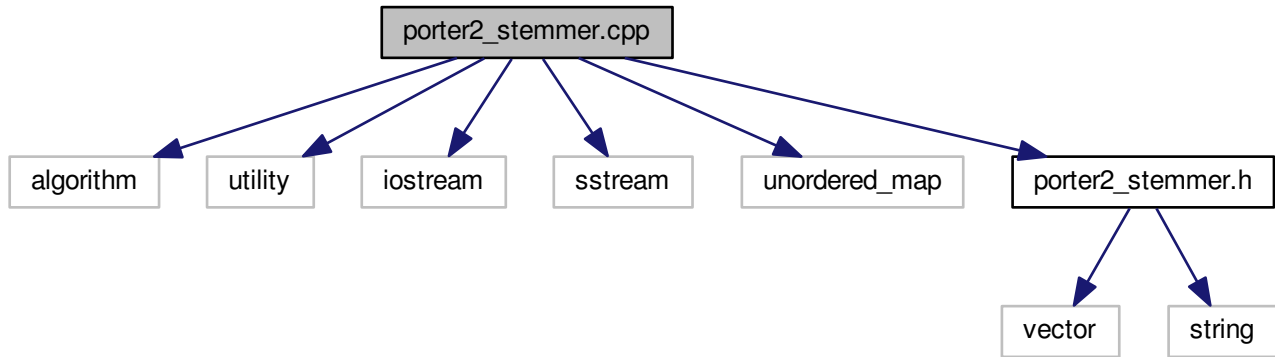 porter2_stemmer.cpp
algorithm
utility
iostream
sstream
unordered_map
porter2_stemmer.h
vector
string